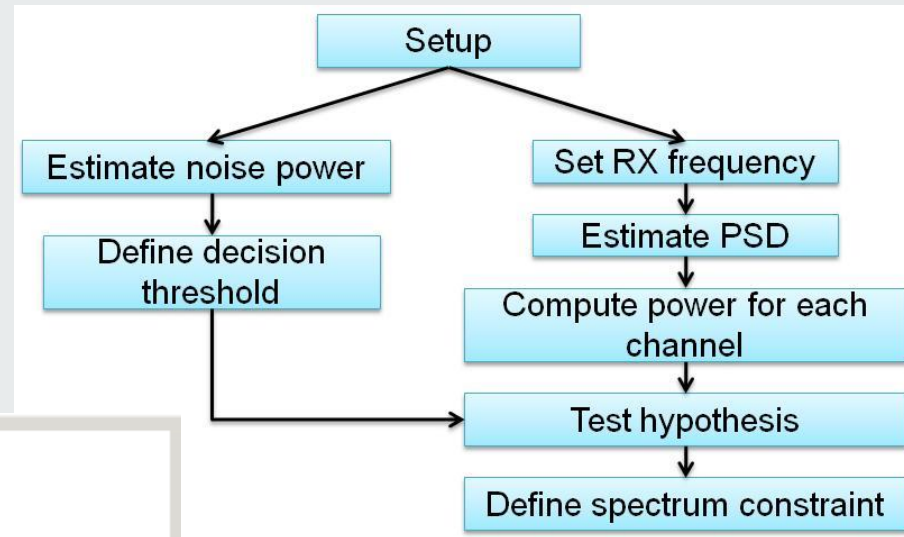 Setup
Estimate noise power
Define decision
threshold
Set RX frequency
Estimate PSD
Compute power for each
channel
Test hypothesis
Define spectrum constraint